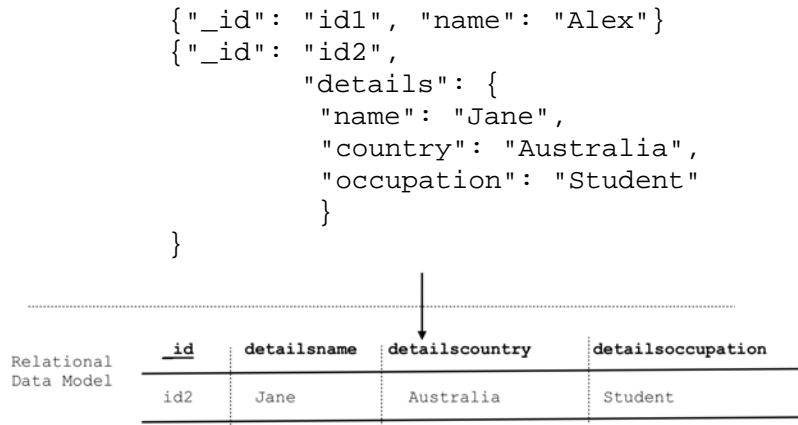 {"_id": "id1", "name": "Alex"}
{"_id": "id2",
"details": {
"name": "Jane",
"country": "Australia",
"occupation": "Student"
}
}
_id detailsname detailscountry detailsoccupation
Relational
Data Model
id2 Jane Australia Student